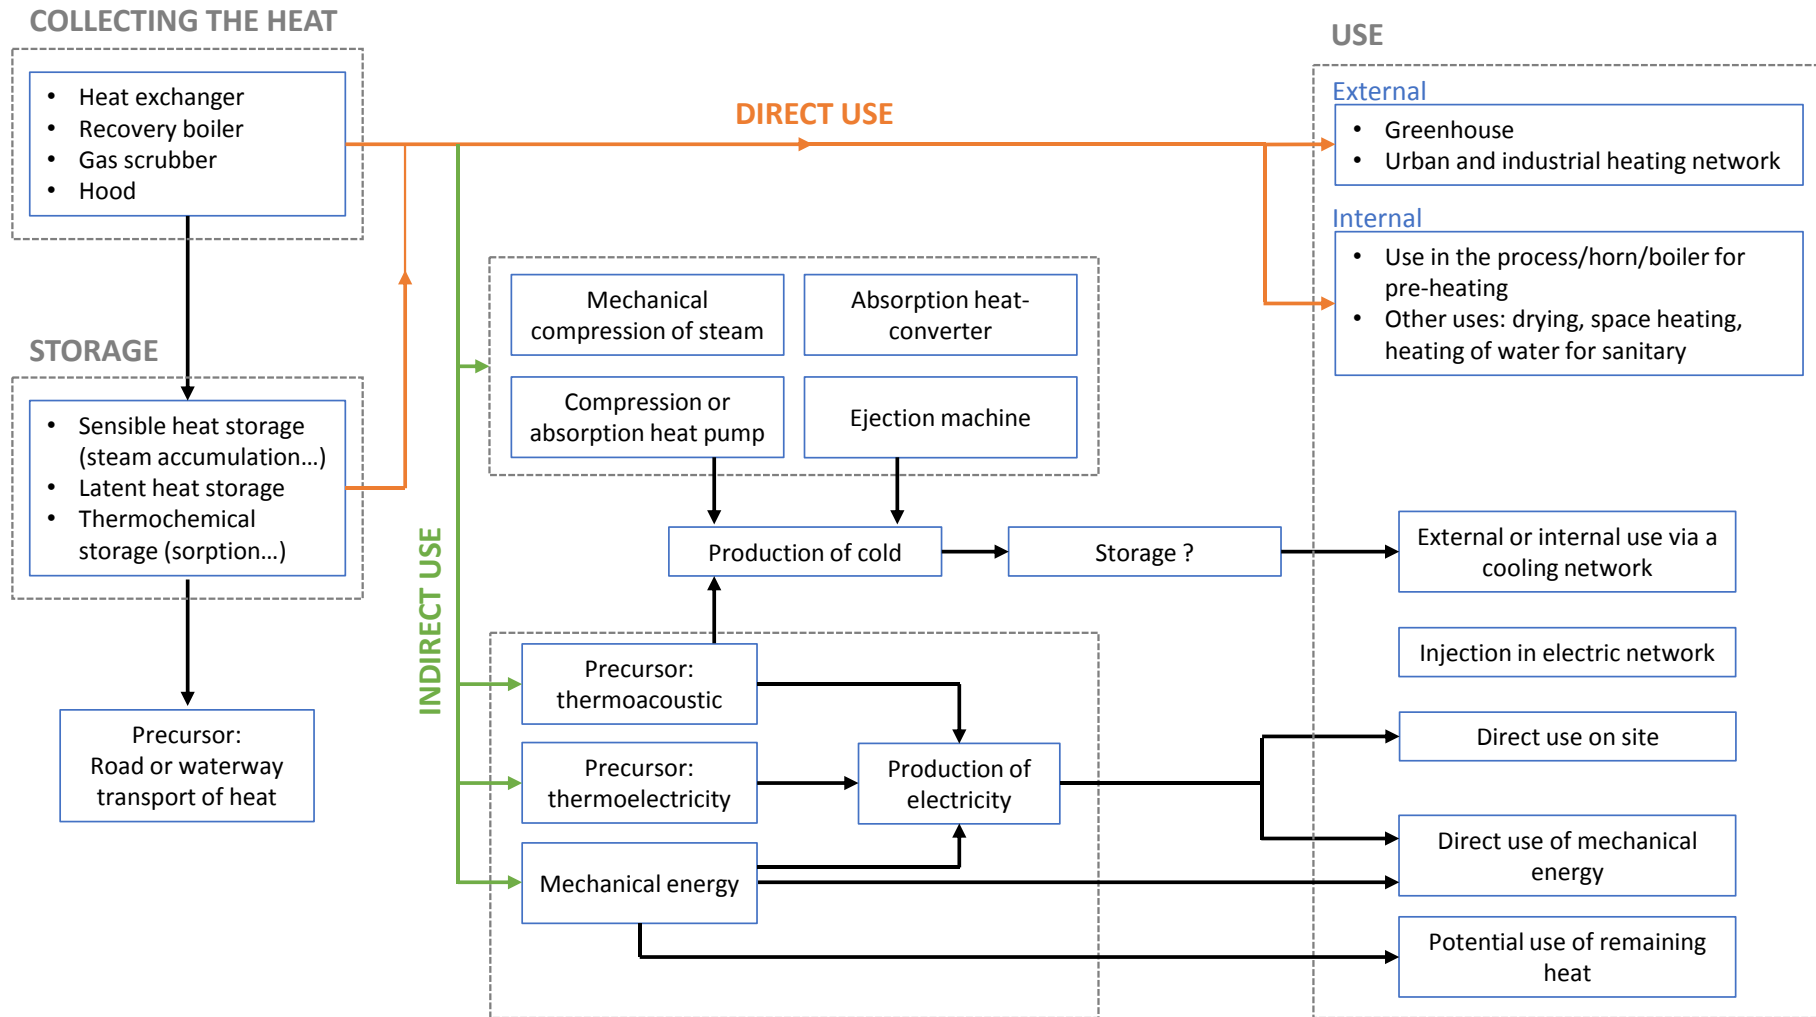 COLLECTING THE HEAT
• Heat exchanger
• Recovery boiler
• Gas scrubber
• Hood
STORAGE
• Sensible heat storage
(steam accumulation...)
• Latent heat storage
• Thermochemical
storage (sorption...)
Precursor:
Road or waterway
transport of heat
DIRECT USE
INDIRECT USE
Mechanical
compression of steam
Absorption heat-
converter
Compression or
absorption heat pump
Ejection machine
Production of cold
Storage ?
Precursor:
thermoacoustic
Precursor:
thermoelectricity
Mechanical energy
Production of
electricity
USE
External
• Greenhouse
• Urban and industrial heating network
Internal
• Use in the process/horn/boiler for
pre-heating
• Other uses: drying, space heating,
heating of water for sanitary
External or internal use via a
cooling network
Injection in electric network
Direct use on site
Direct use of mechanical
energy
Potential use of remaining
heat